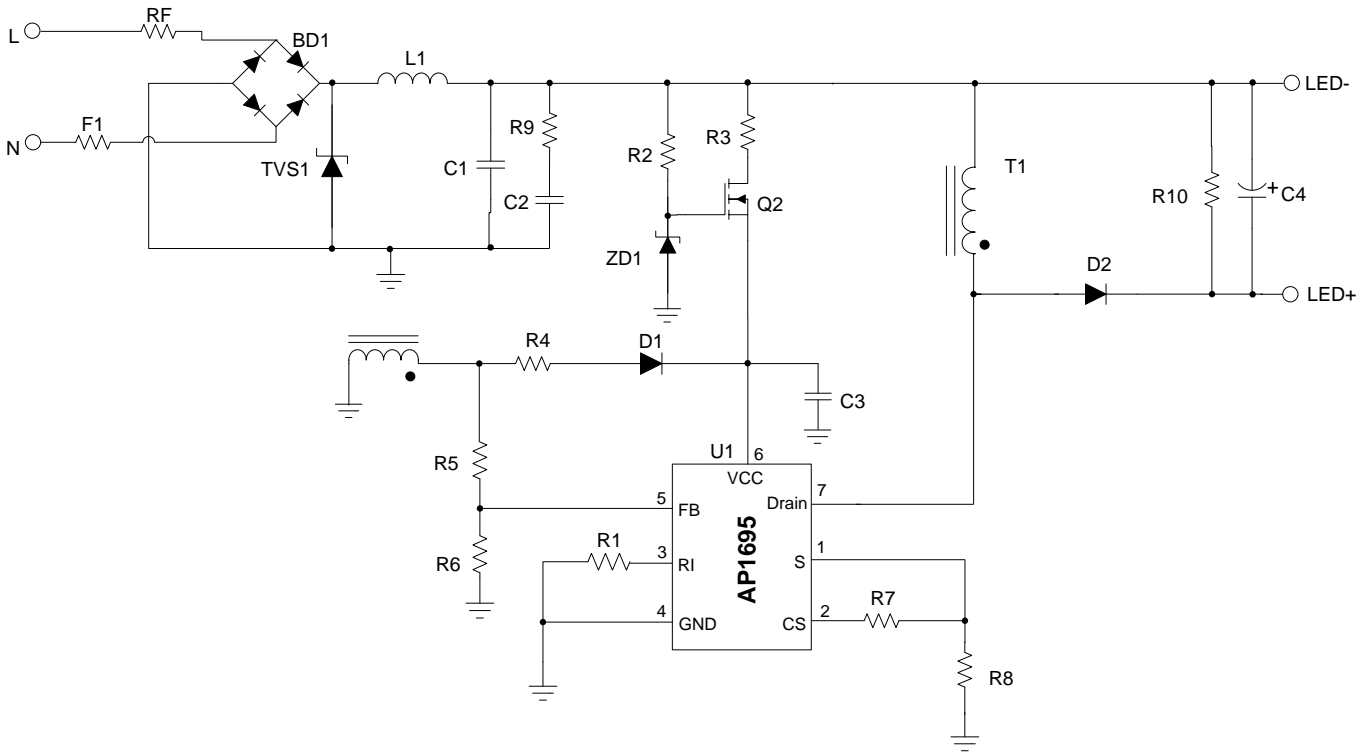 RF
L
BD1
L1
LED-
F1
N
R9
R3
R2
TVS1
C1
T1
C2
Q2
R10
+
C4
ZD1
D2
LED+
R4
D1
C3
R5
U1
6
VCC
5
FB
Drain
7
R6
R1
3
RI
AP1695
S
1
4
GND
CS
2
R7
R8